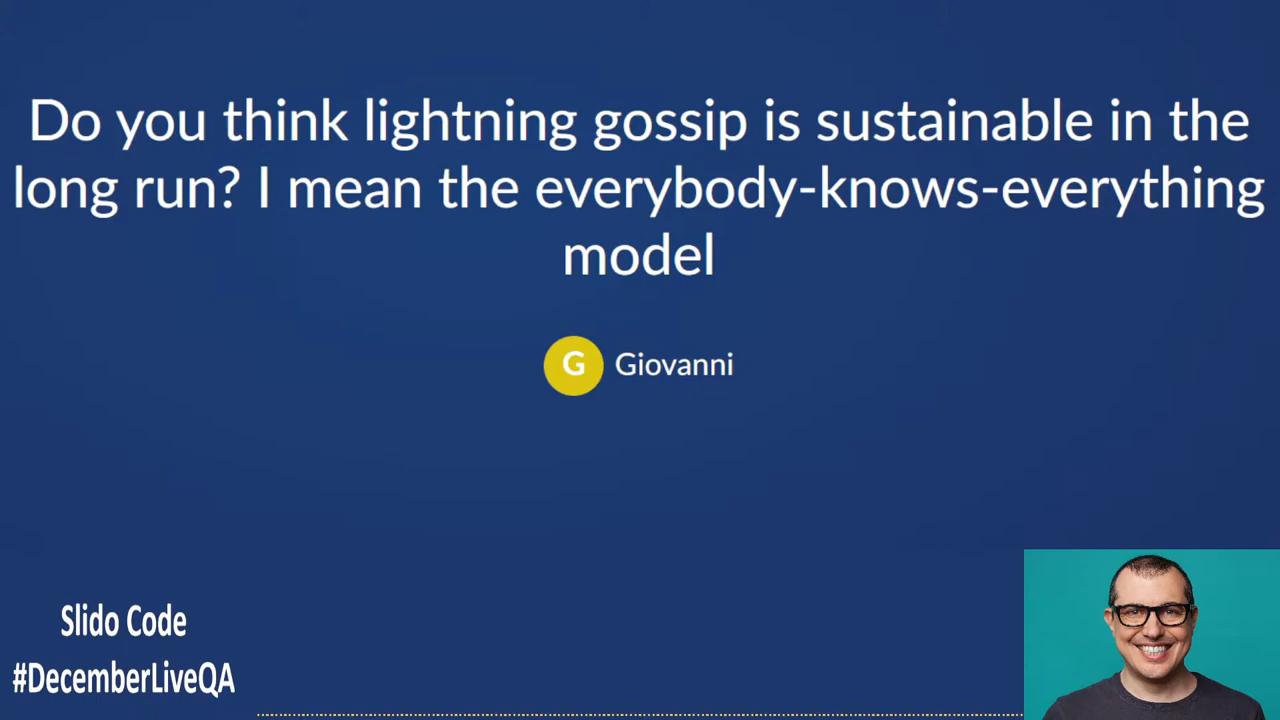 Do you think lightning gossip is sustainable in the
long run? I mean the everybody-knows-everything
model
G Giovanni
Slido Code
#DecemberLiveQA